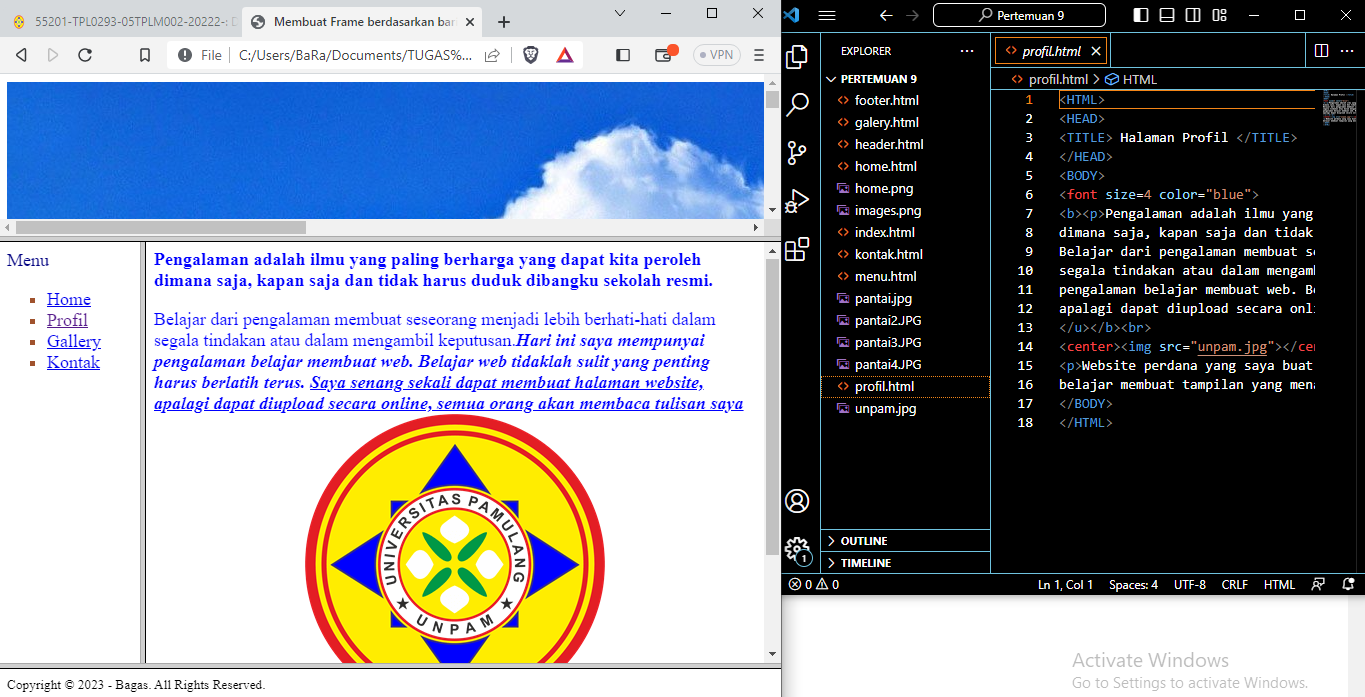 55201-TPL0293-05TPLM002-20222-: D
Membuat Frame berdasarkan bar
File
C:/Users/BaRa/Documents/TUGAS%...
VPN
Menu
Home
Profil
Gallery
Kontak
Pengalaman adalah ilmu yang paling berharga yang dapat kita peroleh
dimana saja, kapan saja dan tidak harus duduk dibangku sekolah resmi.
Belajar dari pengalaman membuat seseorang menjadi lebih berhati-hati dalam
segala tindakan atau dalam mengambil keputusan.Hari ini saya mempunyai
pengalaman belajar membuat web. Belajar web tidaklah sulit yang penting
harus berlatih terus. Saya senang sekali dapat membuat halaman website,
apalagi dapat diupload secara online, semua orang akan membaca tulisan saya
UNIVERSITAS PAMULANG
UNPAM
Copyright © 2023 - Bagas. All Rights Reserved.
Pertemuan 9
EXPLORER
PERTEMUAN 9
footer.html
galery.html
header.html
home.html
home.png
images.png
index.html
kontak.html
menu.html
pantai.jpg
pantai2.JPG
pantai3.JPG
pantai4.JPG
profil.html
unpam.jpg
OUTLINE
TIMELINE
1
profil.html
profil.html > HTML
1 <HTML>
2 <HEAD>
3 <TITLE> Halaman Profil </TITLE>
4 </HEAD>
5 <BODY>
6 <font size=4 color="blue">
7 <b><p>Pengalaman adalah ilmu yang
8 dimana saja, kapan saja dan tidak
9 Belajar dari pengalaman membuat se
10 segala tindakan atau dalam mengamb
11 pengalaman belajar membuat web. Be
12 apalagi dapat diupload secara onli
13 </u></b><br>
14 <center><img src="unpam.jpg"></cen
15 <p>Website perdana yang saya buat
16 belajar membuat tampilan yang mena
17 </BODY>
18 </HTML>
0 0
Ln 1, Col 1
Spaces: 4
UTF-8
CRLF
HTML
Activate Windows
Go to Settings to activate Windows.